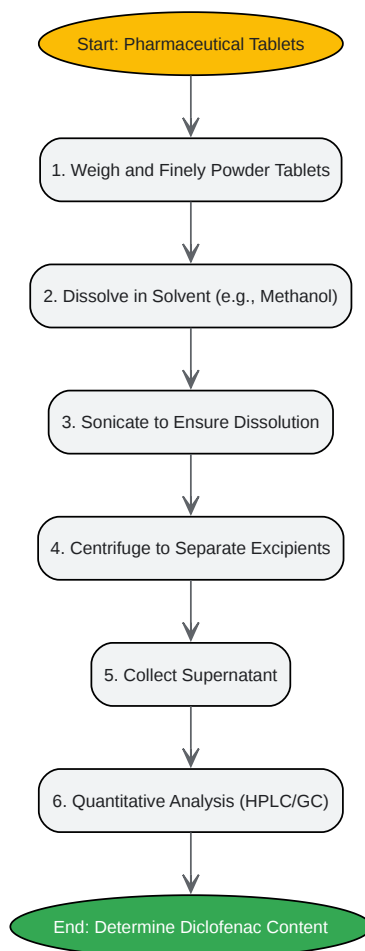 Start: Pharmaceutical Tablets
1. Weigh and Finely Powder Tablets
2. Dissolve in Solvent (e.g., Methanol)
3. Sonicate to Ensure Dissolution
4. Centrifuge to Separate Excipients
5. Collect Supernatant
6. Quantitative Analysis (HPLC/GC)
End: Determine Diclofenac Content